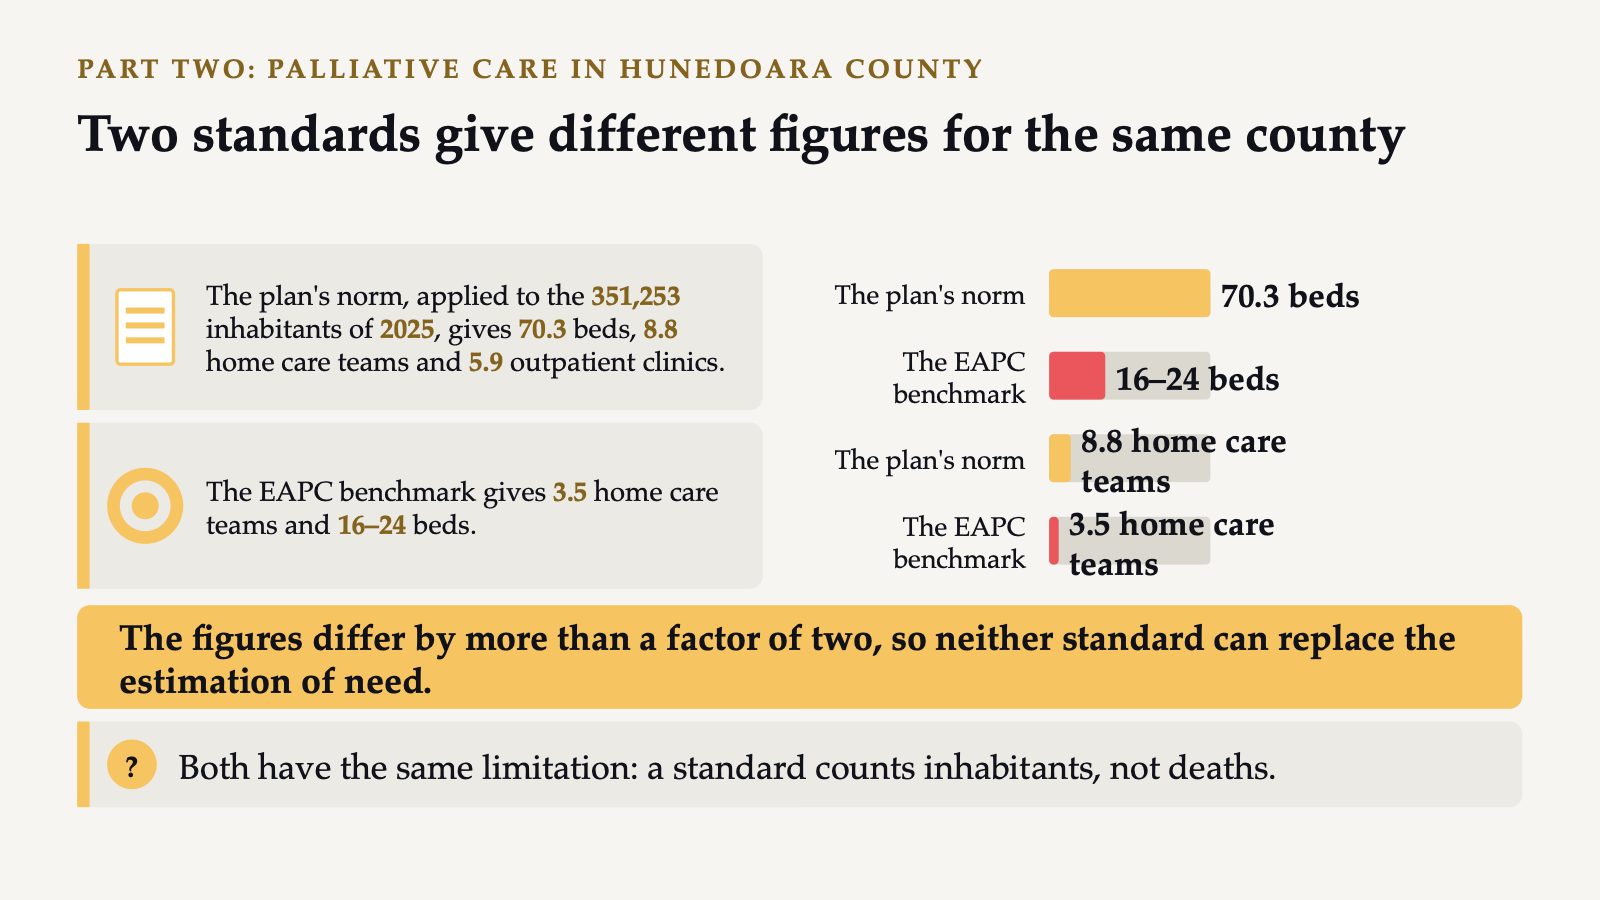 PART TWO: PALLIATIVE CARE IN HUNEDOARA COUNTY
Two standards give different figures for the same county
The plan's norm, applied to the 351,253
inhabitants of 2025, gives 70.3 beds, 8.8
home care teams and 5.9 outpatient clinics.
The EAPC benchmark gives 3.5 home care
teams and 16–24 beds.
The plan's norm
70.3 beds
The EAPC
benchmark
16–24 beds
The plan's norm
8.8 home care
teams
The EAPC
benchmark
3.5 home care
teams
The figures differ by more than a factor of two, so neither standard can replace the
estimation of need.
?
Both have the same limitation: a standard counts inhabitants, not deaths.